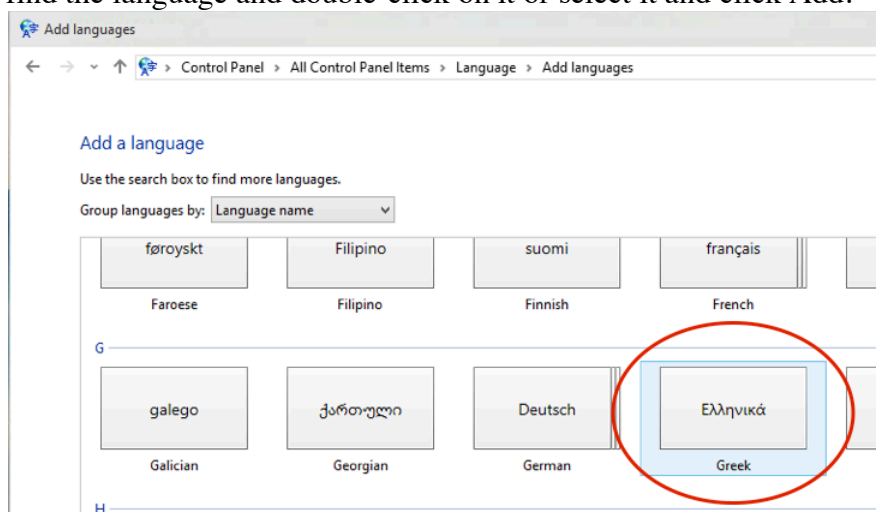 find the language and double-click on it or select it and click Add.
Add languages
Control Panel > All Control Panel Items > Language > Add languages
Add a language
Use the search box to find more languages.
Group languages by: Language name
føroyskt Filipino suomi français
Faroese Filipino Finnish French
G
galego ქართული Deutsch Ελληνικά
Galician Georgian German Greek
H